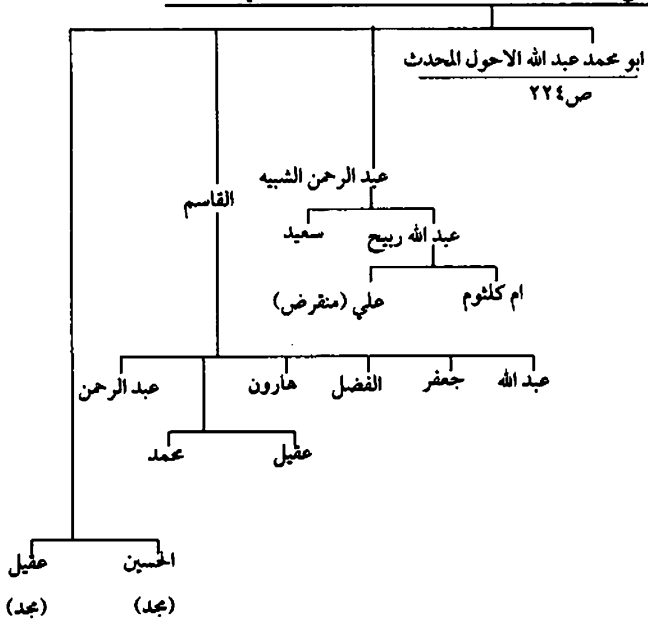 ابو محمد عبد الله الاحول المحدث
ص٢٢٤
عبد الرحمن الشبيه
القاسم
عبد الله ربيح
سعيد
ام كلثوم
علي (منقرض)
عبد الله
جعفر
الفضل
هارون
عبد الرحمن
عقيل
محمد
الحسين
عقيل
(مجد)
(مجد)